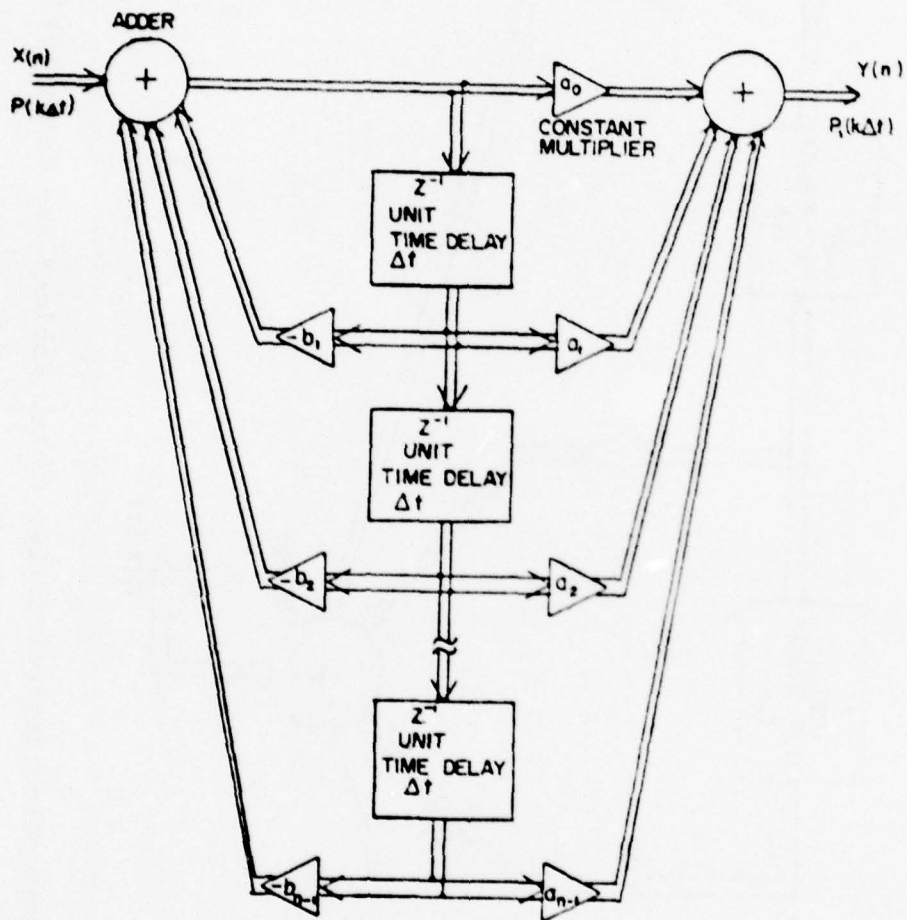 ADDER
X(n)
P(kΔt)
+
a₀
CONSTANT
MULTIPLIER
+
Y(n)
P₁(kΔt)
Z⁻¹
UNIT
TIME DELAY
Δt
-b₁
a₁
Z⁻¹
UNIT
TIME DELAY
Δt
-b₂
a₂
Z⁻¹
UNIT
TIME DELAY
Δt
-bₙ₋₁
aₙ₋₁